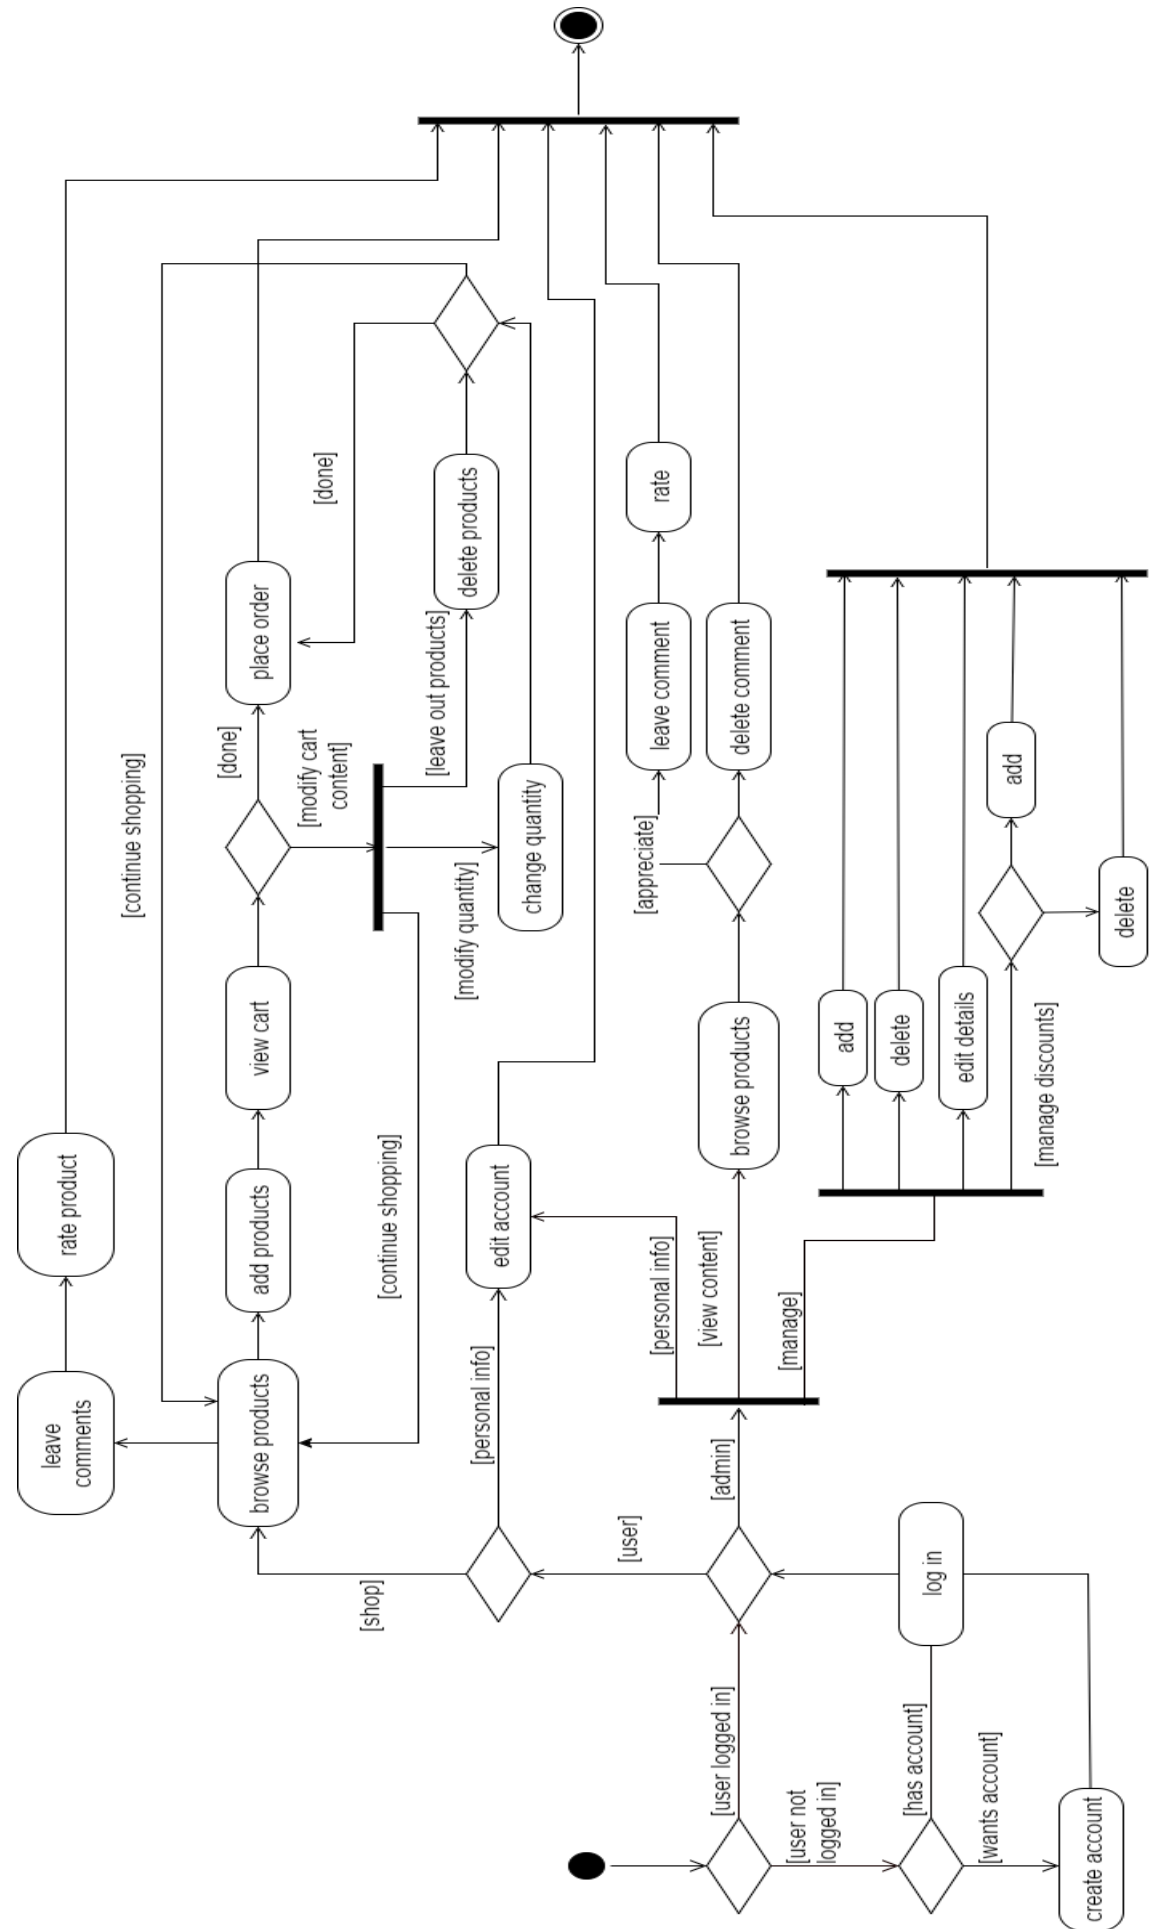 leave
comments
rate product
[continue shopping]
browse products
add products
view cart
[done]
place order
[modify cart
content]
[done]
[shop]
[continue shopping]
[modify quantity]
[leave out products]
delete products
change quantity
[personal info]
edit account
[user]
[personal info]
[appreciate]
leave comment
rate
[user logged in]
[admin]
[view content]
browse products
delete comment
[user not
logged in]
[manage]
add
delete
[has account]
log in
edit details
[wants account]
[manage discounts]
add
create account
delete